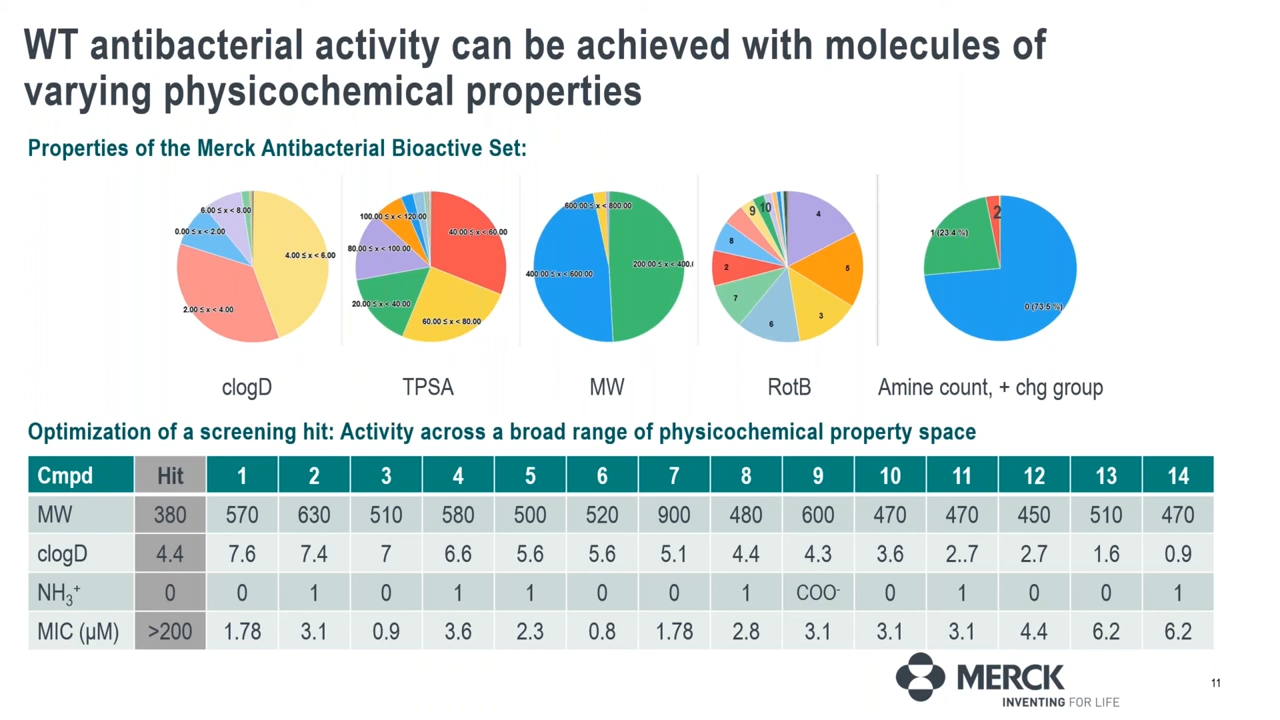 WT antibacterial activity can be achieved with molecules of
varying physicochemical properties
Properties of the Merck Antibacterial Bioactive Set:
6.00 ≤ x < 8.00
0.00 ≤ x < 2.00
4.00 ≤ x < 6.00
2.00 ≤ x < 4.00
100.00 ≤ x < 120.00
40.00 ≤ x < 60.00
80.00 ≤ x < 100.00
20.00 ≤ x < 40.00
60.00 ≤ x < 80.00
600.00 ≤ x < 800.00
200.00 ≤ x < 400.0
400.00 ≤ x < 600.00
9 10
4
8
2
5
7
3
6
2
1 (23.4 %)
0 (73.5 %)
clogD TPSA MW RotB Amine count, + chg group
Optimization of a screening hit: Activity across a broad range of physicochemical property space
Cmpd Hit 1 2 3 4 5 6 7 8 9 10 11 12 13 14
MW 380 570 630 510 580 500 520 900 480 600 470 470 450 510 470
clogD 4.4 7.6 7.4 7 6.6 5.6 5.6 5.1 4.4 4.3 3.6 2..7 2.7 1.6 0.9
NH₃⁺ 0 0 1 0 1 1 0 0 1 COO⁻ 0 1 0 0 1
MIC (µM) >200 1.78 3.1 0.9 3.6 2.3 0.8 1.78 2.8 3.1 3.1 3.1 4.4 6.2 6.2
MERCK
INVENTING FOR LIFE
11